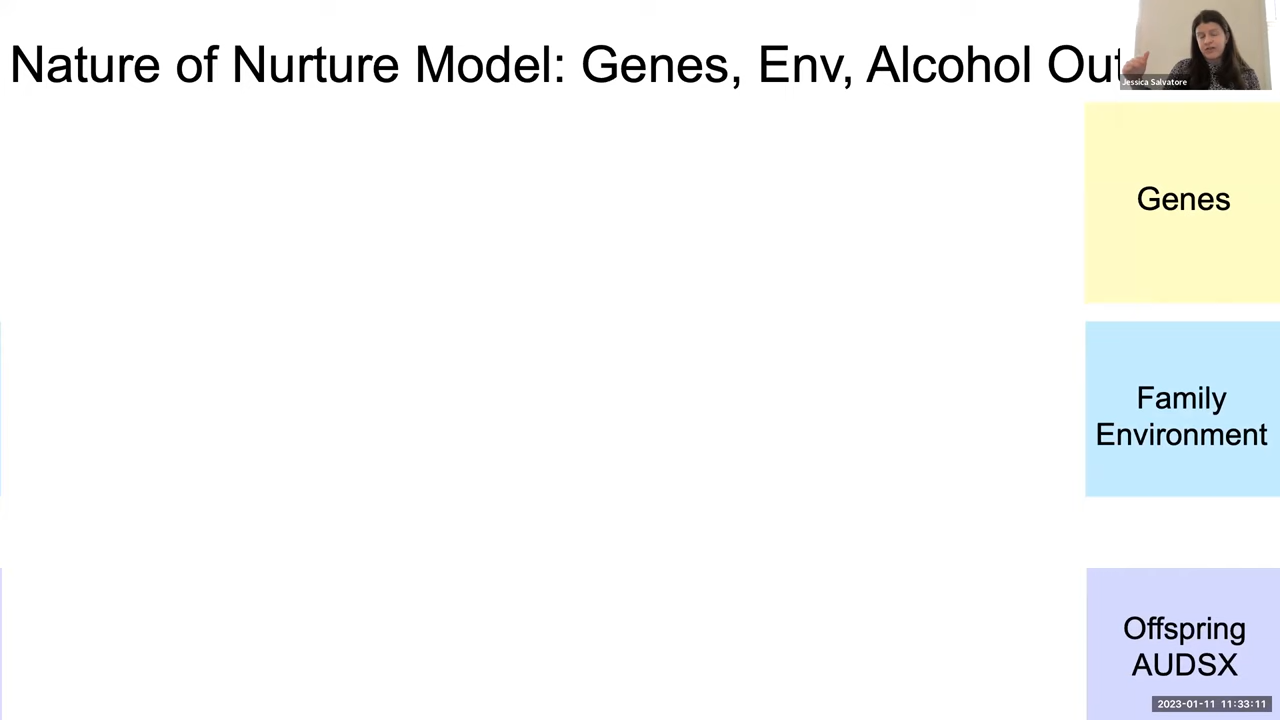 Nature of Nurture Model: Genes, Env, Alcohol Out
Jessica Salvatore
Genes
Family
Environment
Offspring
AUDSX
2023-01-11 11:33:11